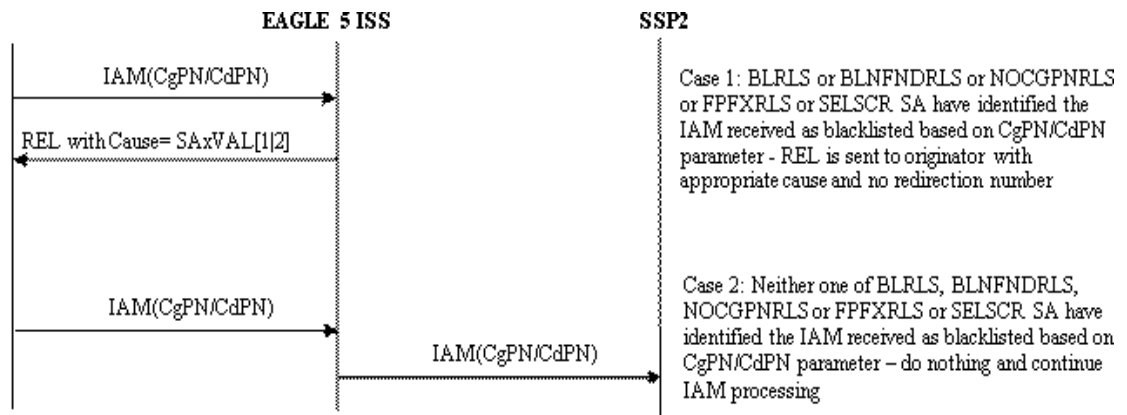 EAGLE 5 ISS
SSP2
IAM(CgPN/CdPN)
REL with Cause= SAxVAL[1|2]
Case 1: BLRLS or BLNFNDRLS or NOCGPNRLS
or FPFXRLS or SELSCR SA have identified the
IAM received as blacklisted based on CgPN/CdPN
parameter - REL is sent to originator with
appropriate cause and no redirection number
IAM(CgPN/CdPN)
IAM(CgPN/CdPN)
Case 2: Neither one of BLRLS, BLNFNDRLS,
NOCGPNRLS or FPFXRLS or SELSCR SA have
identified the IAM received as blacklisted based on
CgPN/CdPN parameter – do nothing and continue
IAM processing